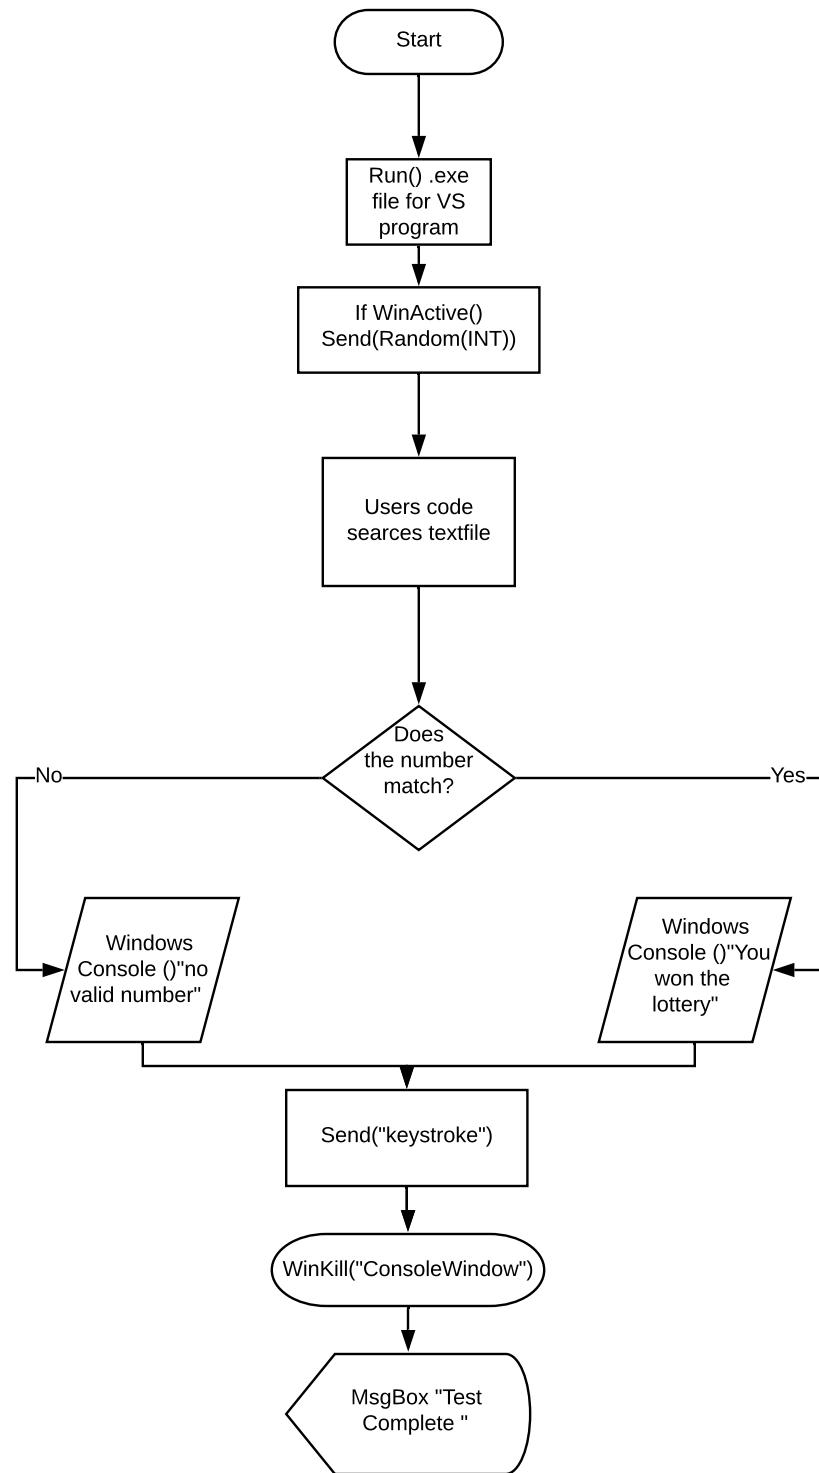 Start
Run() .exe
file for VS
program
If WinActive()
Send(Random(INT))
Users code
searces textfile
Does
the number
match?
No
Yes
Windows
Console ()"no
valid number"
Windows
Console ()"You
won the
lottery"
Send("keystroke")
WinKill("ConsoleWindow")
MsgBox "Test
Complete "